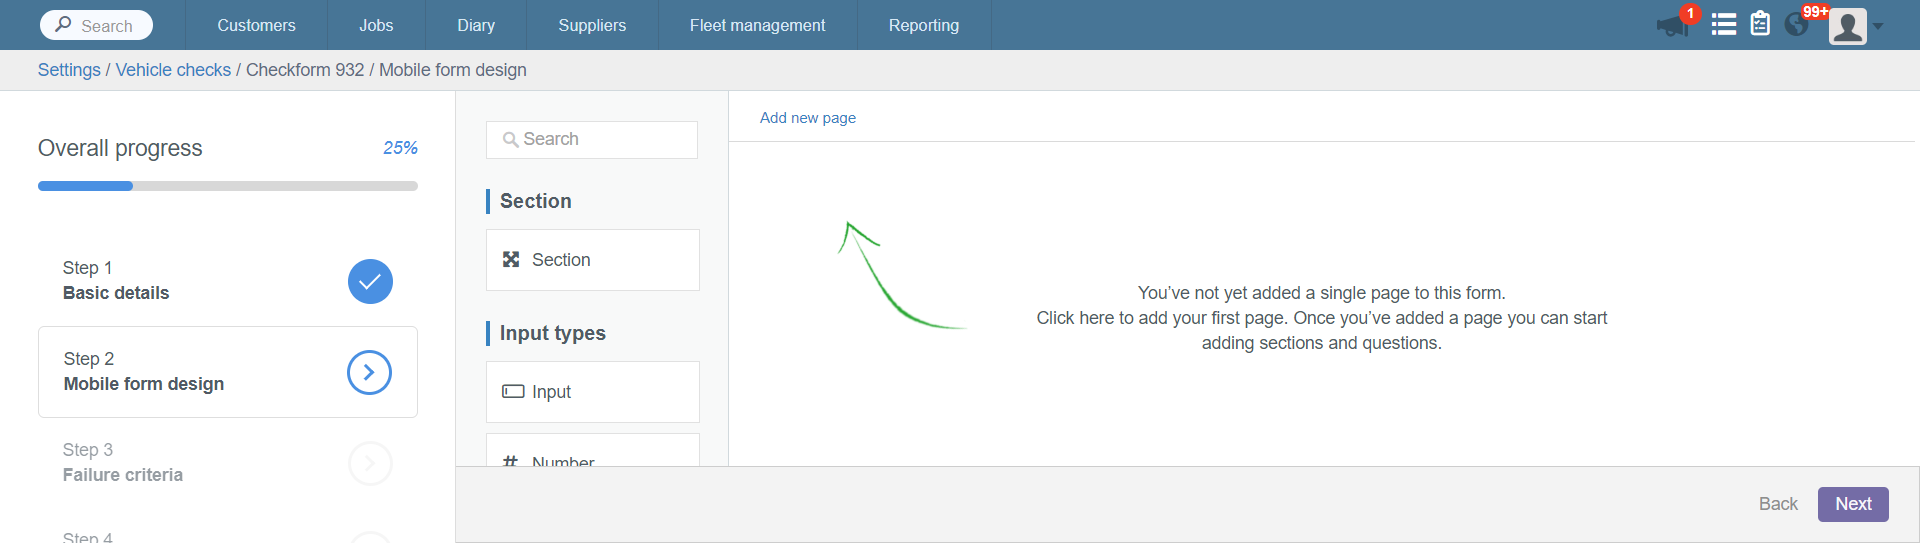 Search
Customers
Jobs
Diary
Suppliers
Fleet management
Reporting
1
99+
Settings / Vehicle checks / Checkform 932 / Mobile form design
Overall progress
25%
Step 1
Basic details
Step 2
Mobile form design
Step 3
Failure criteria
Step 4
Search
Section
Section
Input types
Input
Number
Add new page
You’ve not yet added a single page to this form.
Click here to add your first page. Once you’ve added a page you can start
adding sections and questions.
Back
Next